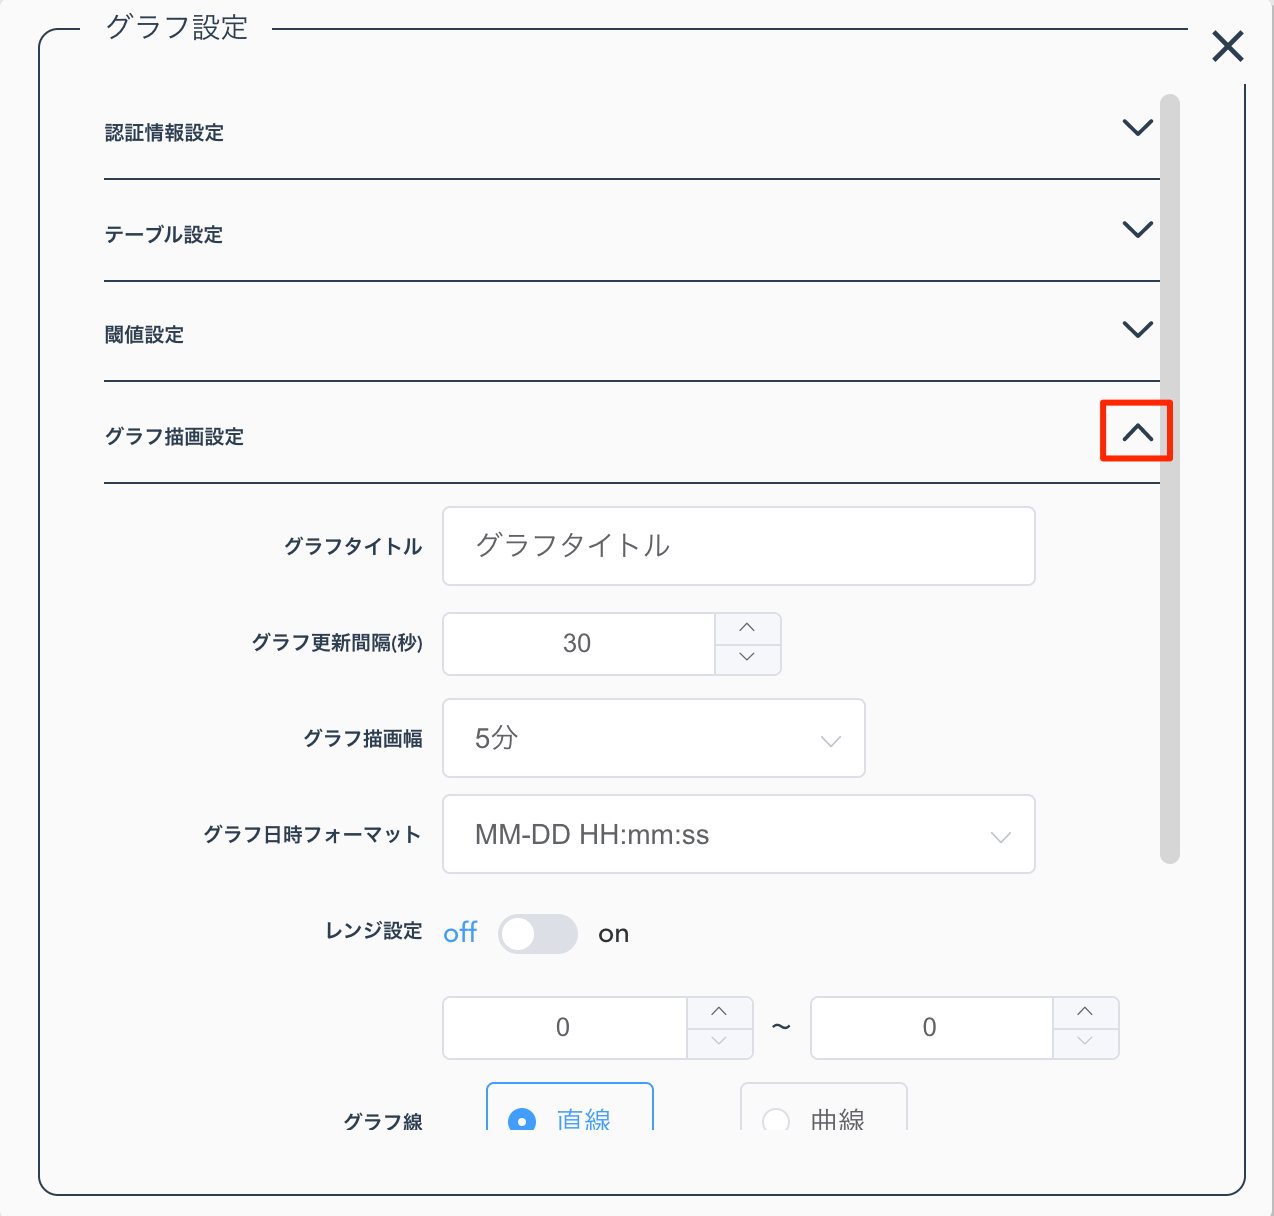 グラフ設定
認証情報設定
テーブル設定
閾値設定
グラフ描画設定
グラフタイトル グラフタイトル
グラフ更新間隔(秒) 30
グラフ描画幅 5分
グラフ日時フォーマット MM-DD HH:mm:ss
レンジ設定 off on
0 〜 0
グラフ線 直線 曲線